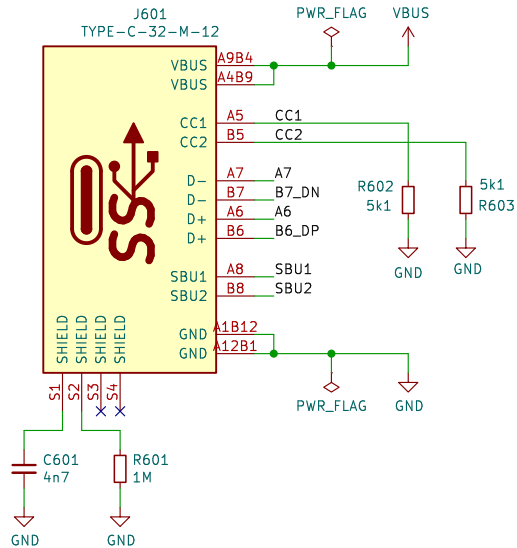 J601
TYPE-C-32-M-12
PWR_FLAG
VBUS
VBUS A9B4
VBUS A4B9
CC1 A5 CC1
CC2 B5 CC2
D- A7 A7
D- B7 B7_DN
D+ A6 A6
D+ B6 B6_DP
SBU1 A8 SBU1
SBU2 B8 SBU2
GND A1B12
GND A12B1
SS
R602
5k1
GND
5k1
R603
GND
SHIELD SHIELD SHIELD SHIELD
S1 S2 S3 S4
PWR_FLAG
GND
C601
4n7
GND
R601
1M
GND